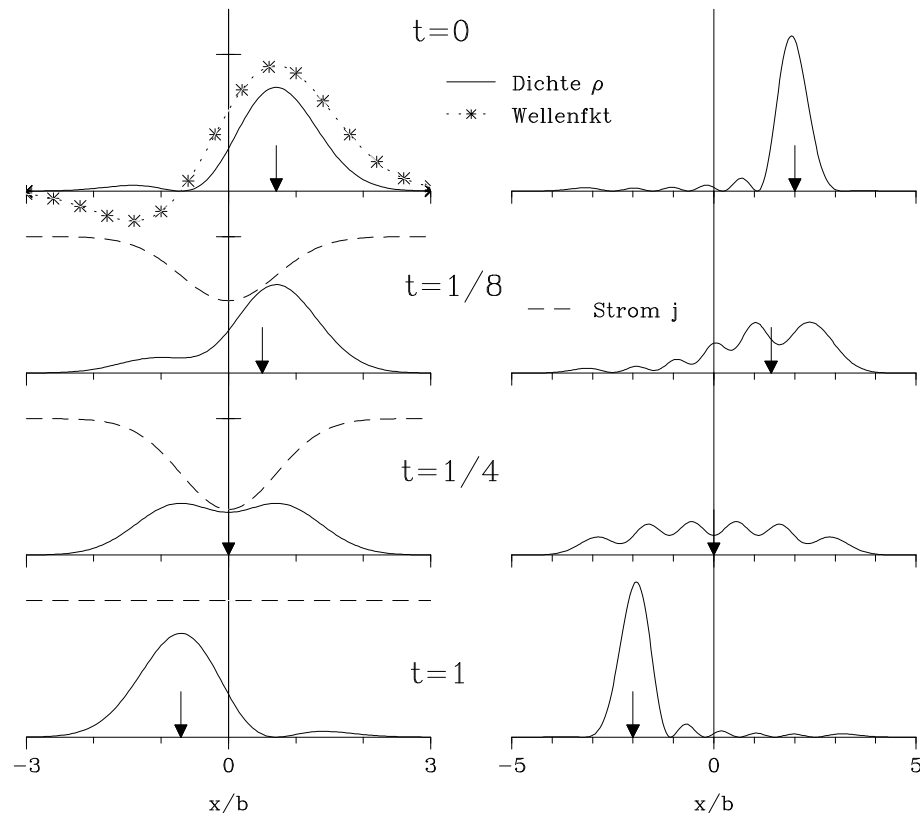 t=0
Dichte ρ
Wellenfkt
t=1/8
Strom j
t=1/4
t=1
−3 0 3 −5 0 5
x/b x/b